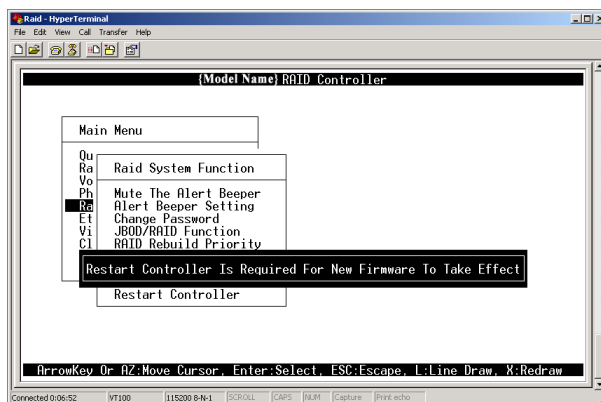 Raid - HyperTerminal
File Edit View Call Transfer Help
{Model Name} RAID Controller
Main Menu
Qu
Ra
Vo
Ph
Ra
Et
Vi
Cl
Raid System Function
Mute The Alert Beeper
Alert Beeper Setting
Change Password
JBOD/RAID Function
RAID Rebuild Priority
Restart Controller Is Required For New Firmware To Take Effect
Restart Controller
ArrowKey Or AZ:Move Cursor, Enter:Select, ESC:Escape, L:Line Draw, X:Redraw
Connected 0:06:52 VT100 115200 8-N-1 SCROLL CAPS NUM Capture Print echo